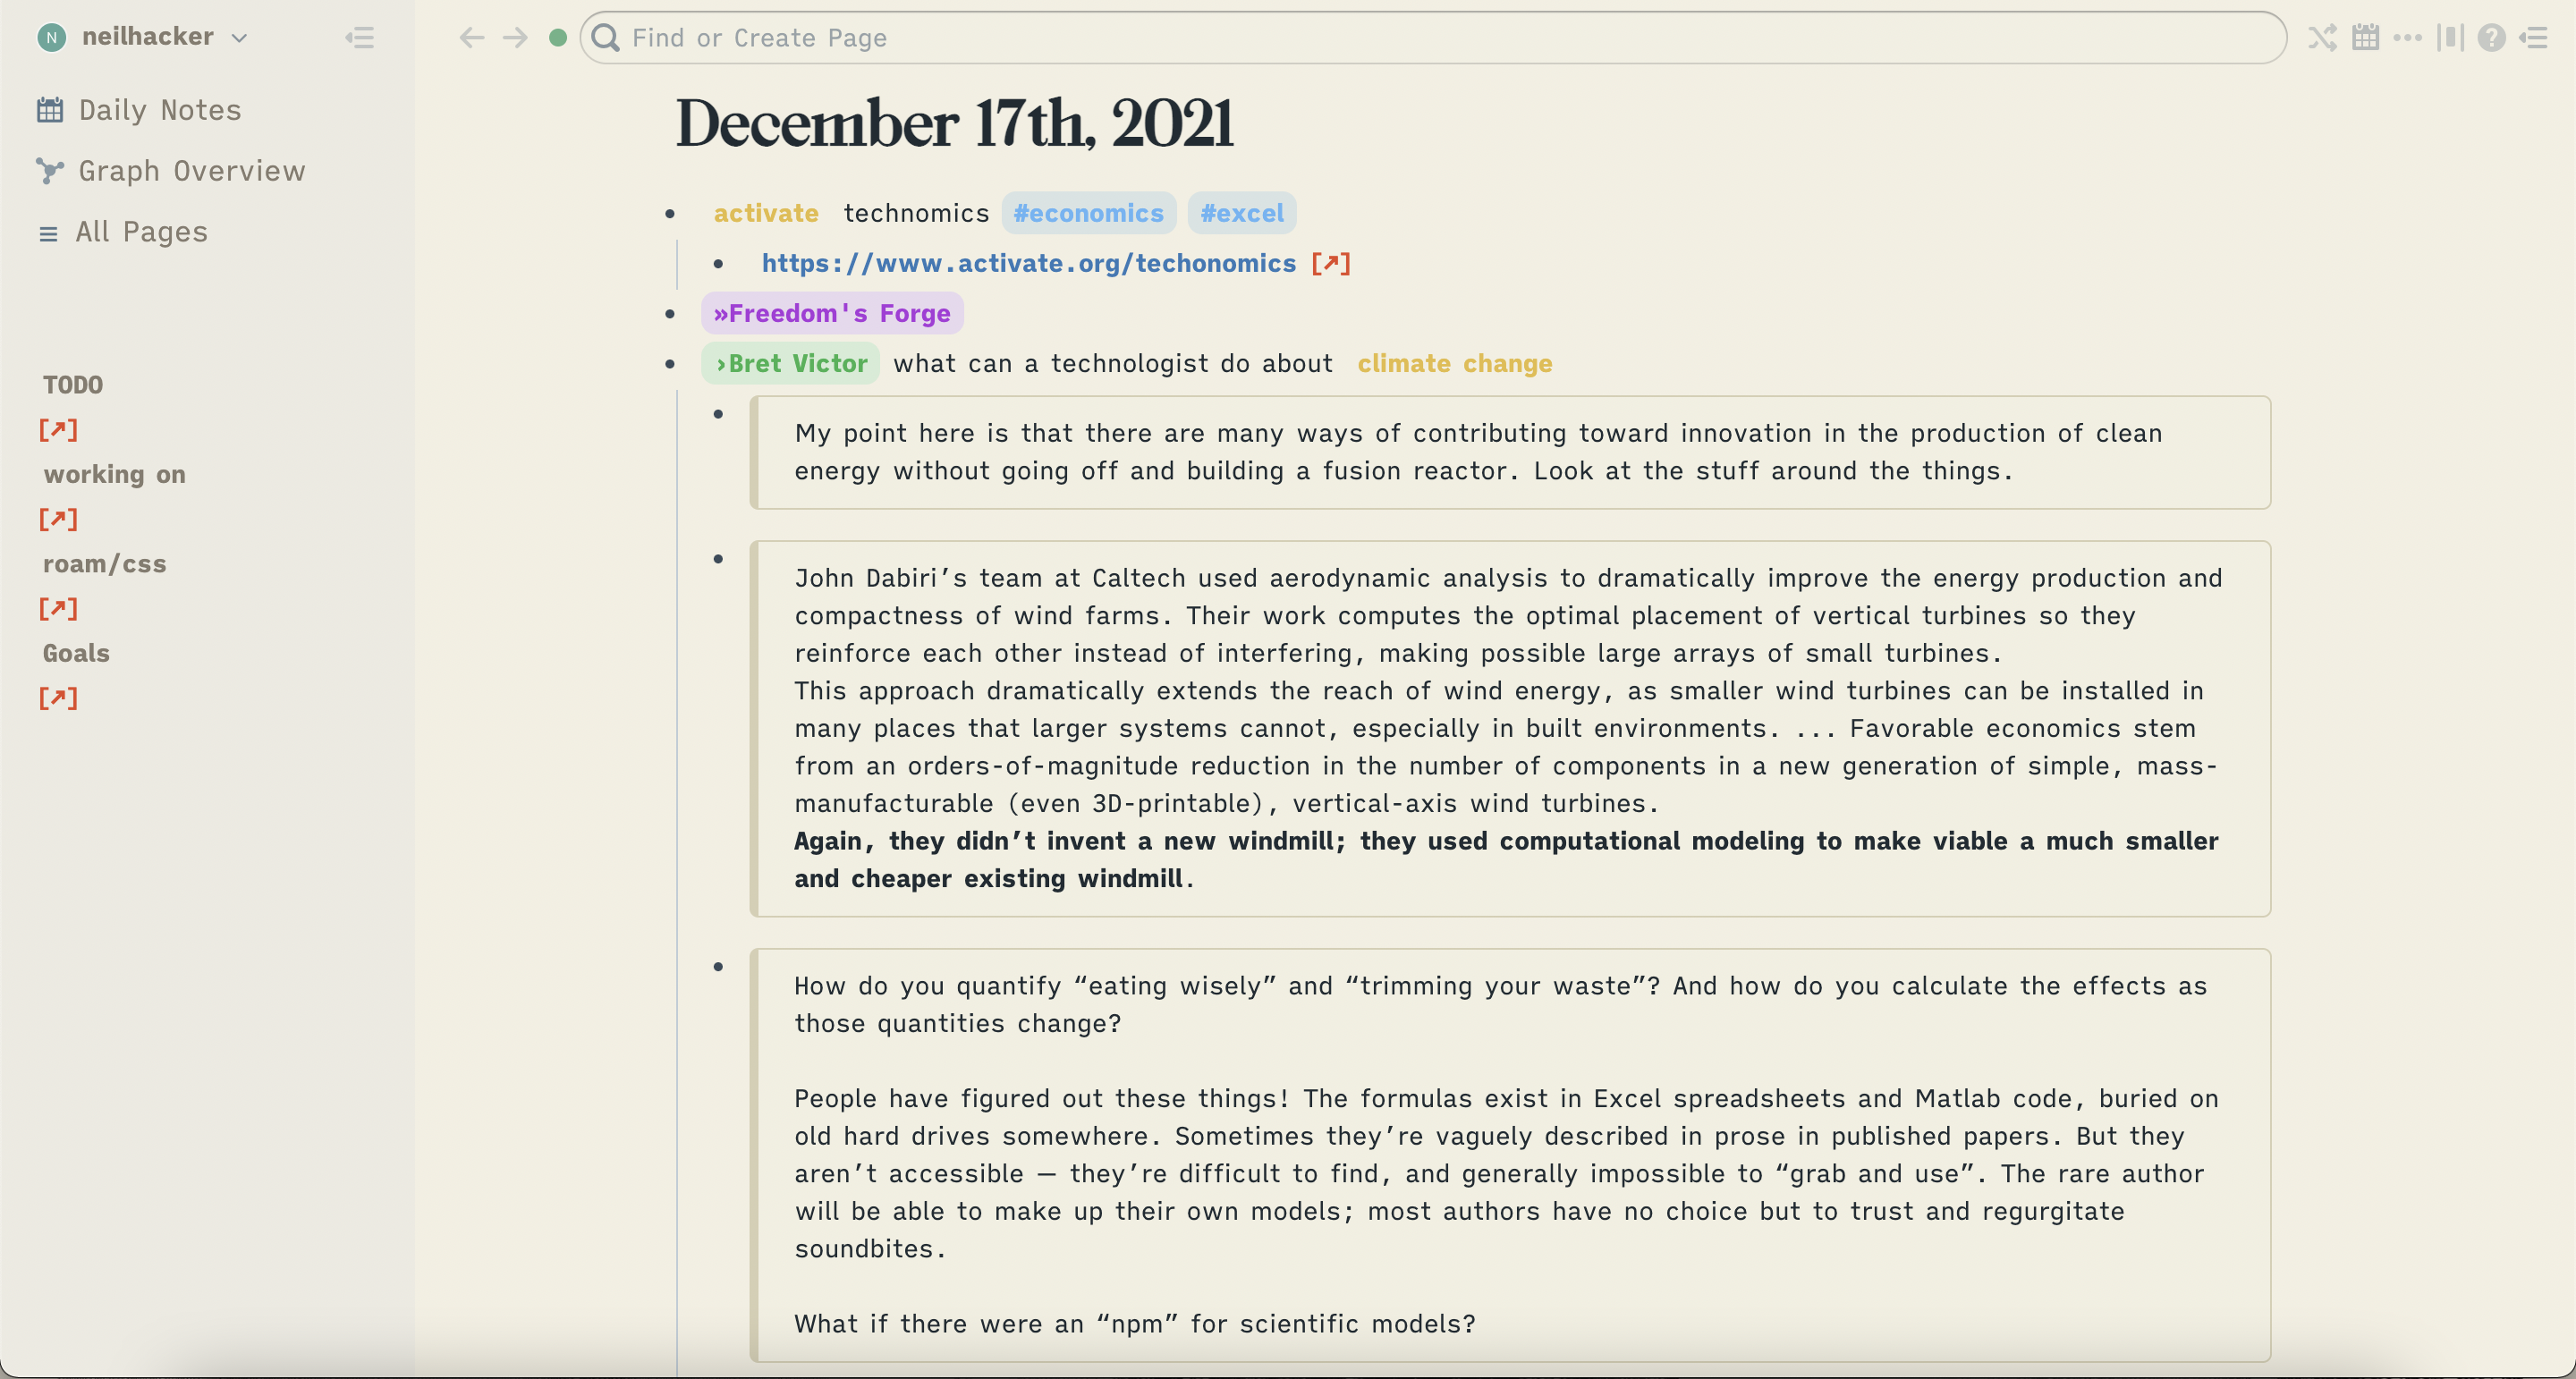 N neilhacker
Find or Create Page
Daily Notes
Graph Overview
All Pages
TODO
[↗]
working on
[↗]
roam/css
[↗]
Goals
[↗]
December 17th, 2021
activate technomics #economics #excel
https://www.activate.org/techonomics [↗]
»Freedom's Forge
›Bret Victor what can a technologist do about climate change
My point here is that there are many ways of contributing toward innovation in the production of clean
energy without going off and building a fusion reactor. Look at the stuff around the things.
John Dabiri’s team at Caltech used aerodynamic analysis to dramatically improve the energy production and
compactness of wind farms. Their work computes the optimal placement of vertical turbines so they
reinforce each other instead of interfering, making possible large arrays of small turbines.
This approach dramatically extends the reach of wind energy, as smaller wind turbines can be installed in
many places that larger systems cannot, especially in built environments. ... Favorable economics stem
from an orders-of-magnitude reduction in the number of components in a new generation of simple, mass-
manufacturable (even 3D-printable), vertical-axis wind turbines.
Again, they didn’t invent a new windmill; they used computational modeling to make viable a much smaller
and cheaper existing windmill.
How do you quantify “eating wisely” and “trimming your waste”? And how do you calculate the effects as
those quantities change?
People have figured out these things! The formulas exist in Excel spreadsheets and Matlab code, buried on
old hard drives somewhere. Sometimes they’re vaguely described in prose in published papers. But they
aren’t accessible — they’re difficult to find, and generally impossible to “grab and use”. The rare author
will be able to make up their own models; most authors have no choice but to trust and regurgitate
soundbites.
What if there were an “npm” for scientific models?